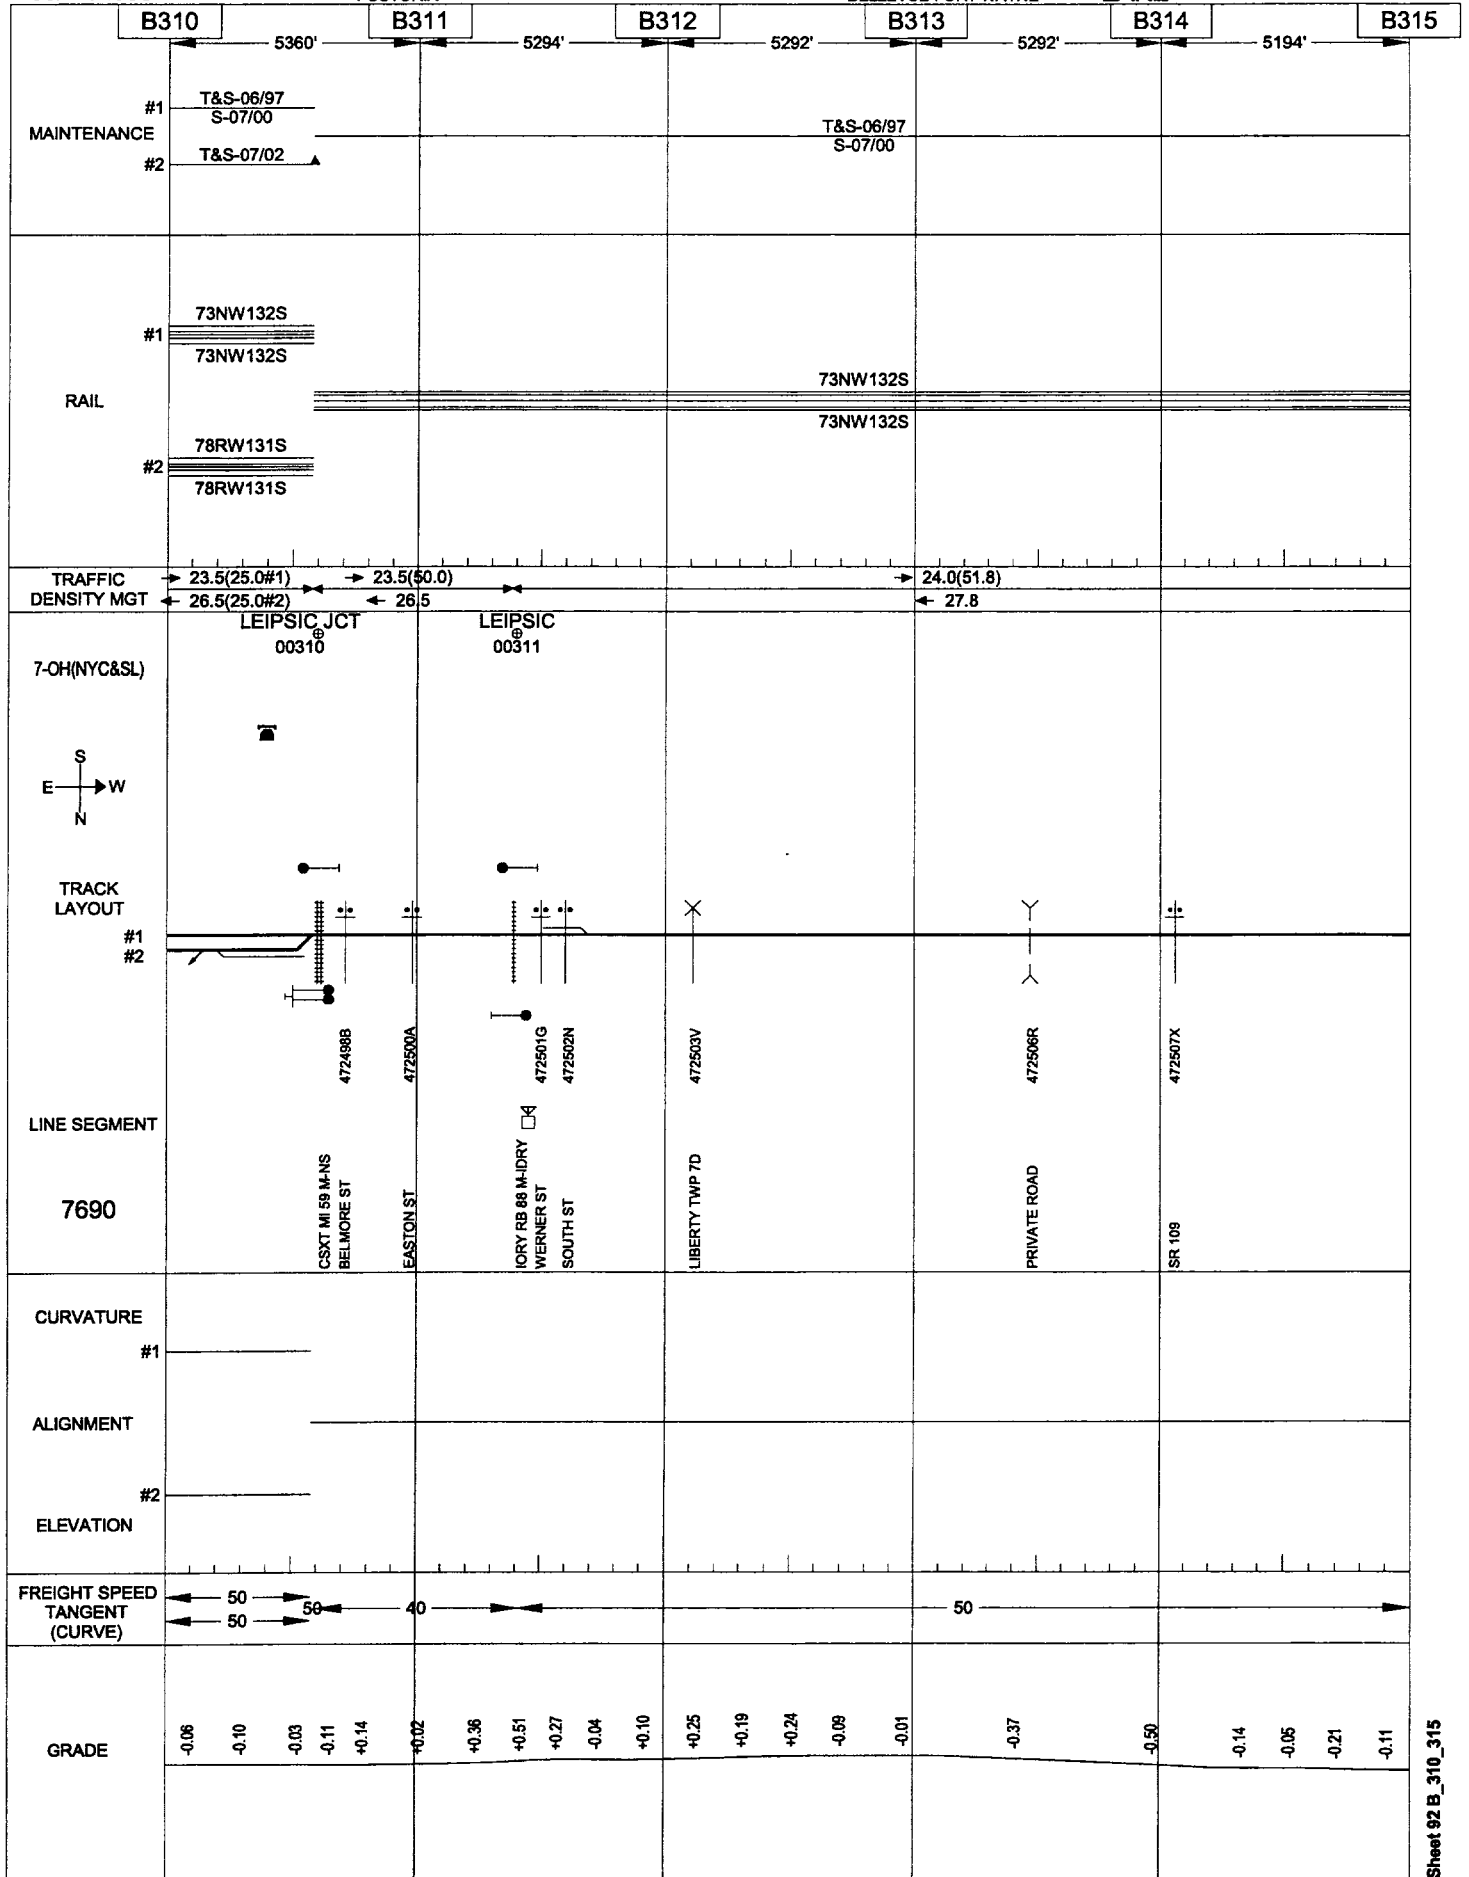 B310 B311 B312 B313 B314 B315
5360' 5294' 5292' 5292' 5194'
MAINTENANCE
#1 T&S-06/97
S-07/00
T&S-06/97
S-07/00
#2 T&S-07/02
RAIL
73NW132S
#1
73NW132S
73NW132S
73NW132S
78RW131S
#2
78RW131S
TRAFFIC
DENSITY MGT
23.5(25.0#1) 23.5(50.0) 24.0(51.8)
26.5(25.0#2) 26.5 27.8
LEIPSIC JCT
00310
LEIPSIC
00311
7-OH(NYC&SL)
S
E W
N
TRACK
LAYOUT
#1
#2
472498B
472500A
472501G
472502N
472503V
472506R
472507X
LINE SEGMENT
7690
CSXT MI 59 M-NS
BELMORE ST
EASTON ST
IORY RB 88 M-IDRY
WERNER ST
SOUTH ST
LIBERTY TWP 7D
PRIVATE ROAD
SR 109
CURVATURE
#1
ALIGNMENT
#2
ELEVATION
FREIGHT SPEED
TANGENT
(CURVE)
50
50
50 40 50
GRADE
-0.06
-0.10
-0.03
-0.11
+0.14
+0.02
+0.36
+0.51
+0.27
-0.04
+0.10
+0.25
+0.19
+0.24
-0.09
-0.01
-0.37
-0.50
-0.14
-0.05
-0.21
-0.11
Sheet 92 B_310_315